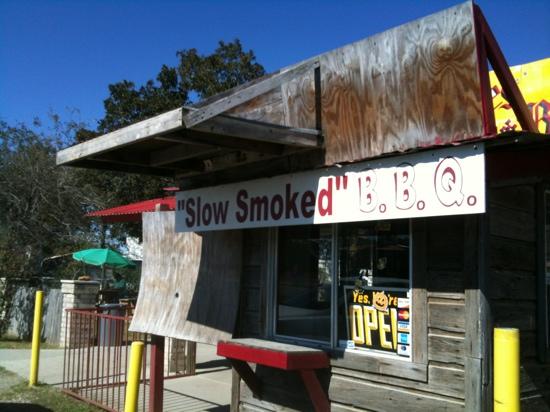 "Slow Smoked" B.B.Q.
Yes, We're
OPEN